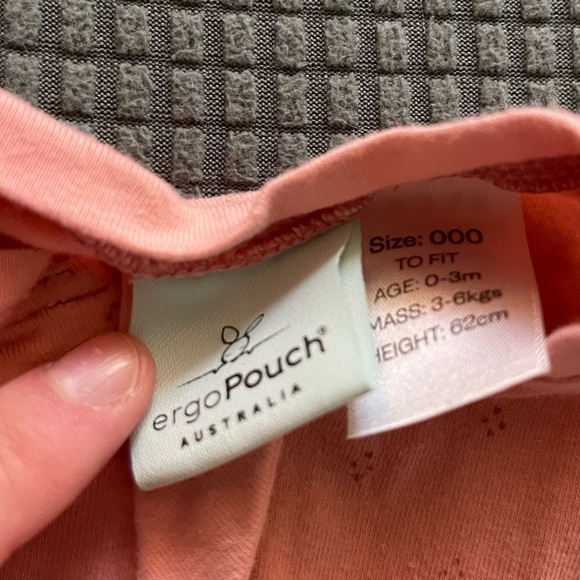 ergoPouch®
AUSTRALIA
Size: 000
TO FIT
AGE: 0-3m
MASS: 3-6kgs
HEIGHT: 62cm